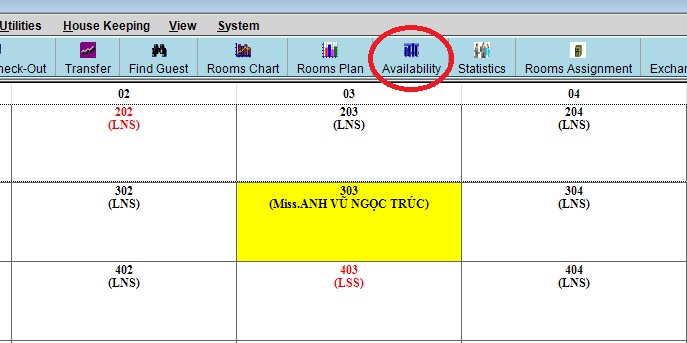 Utilities House Keeping View System
heck-Out Transfer Find Guest Rooms Chart Rooms Plan Availability Statistics Rooms Assignment Exchan
02 03 04
202 203 204
(LNS) (LNS) (LNS)
302 303 304
(LNS) (Miss.ANH VŨ NGỌC TRÚC) (LNS)
402 403 404
(LNS) (LSS) (LNS)